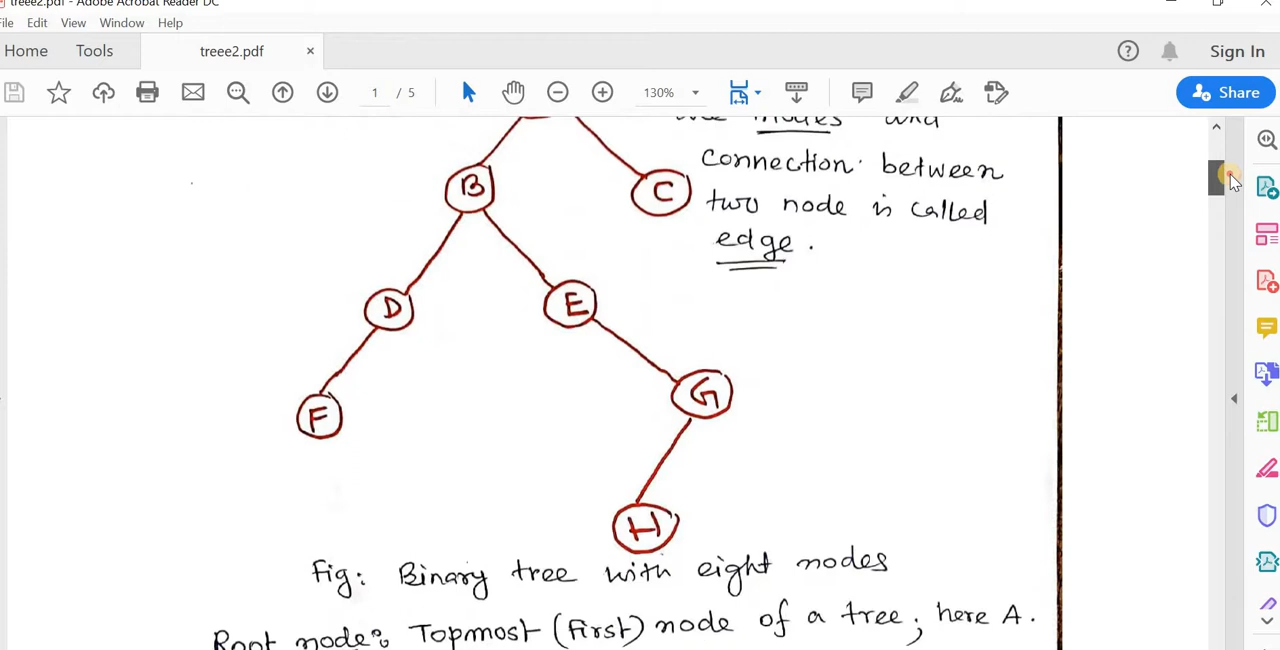 treee2.pdf - Adobe Acrobat Reader DC
File Edit View Window Help
Home Tools treee2.pdf × Sign In
1 / 5 130% Share
nodes and
B
C
connection between
two node is called
edge.
D
E
F
G
H
Fig: Binary tree with eight nodes
Root node: Topmost (first) node of a tree; here A.